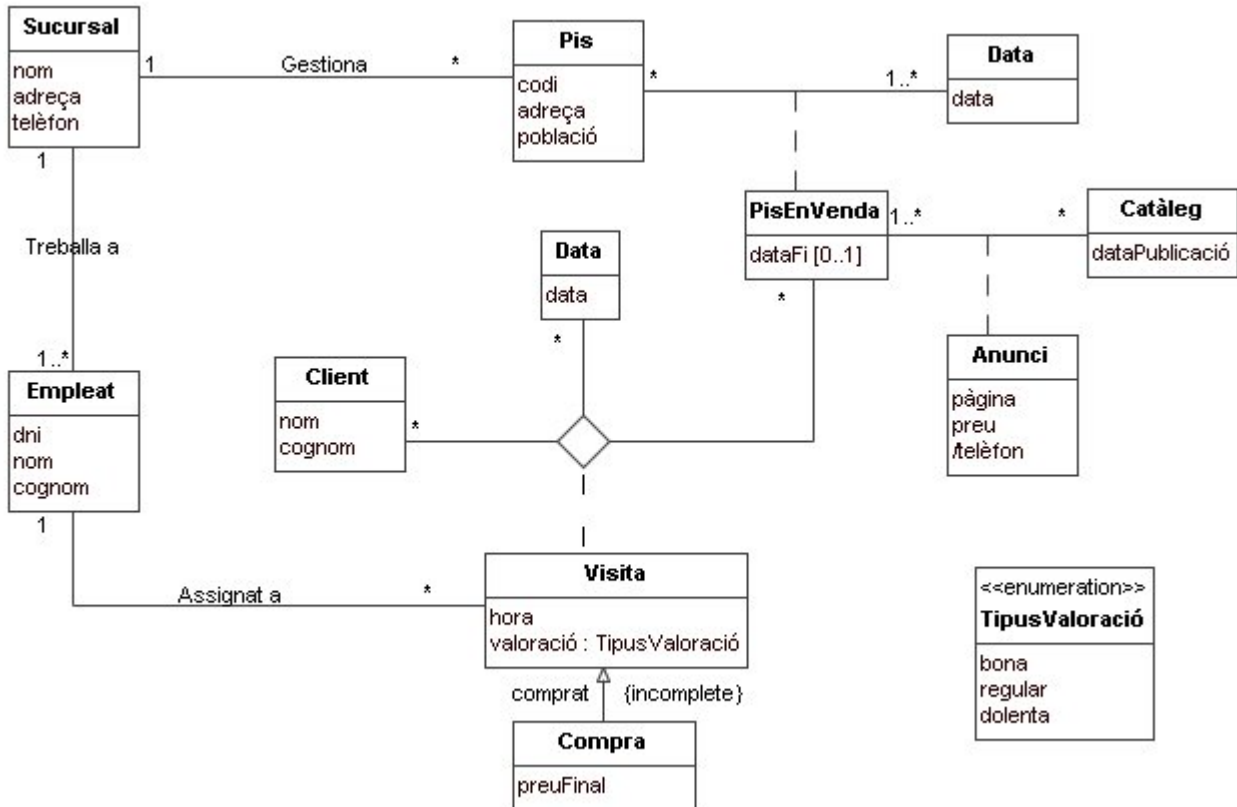 Sucursal
nom
adreça
telèfon
1
Gestiona
*
Pis
codi
adreça
població
*
1..*
Data
data
1
Treballa a
1..*
PisEnVenda
dataFi [0..1]
1..*
*
Catàleg
dataPublicació
*
Data
data
*
Anunci
pàgina
preu
/telèfon
Client
nom
cognom
*
Empleat
dni
nom
cognom
1
Assignat a
*
Visita
hora
valoració : TipusValoració
comprat
{incomplete}
Compra
preuFinal
<<enumeration>>
TipusValoració
bona
regular
dolenta